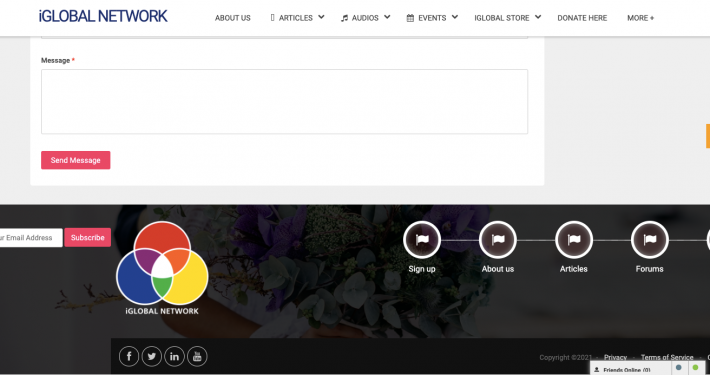 iGLOBAL NETWORK
ABOUT US ARTICLES AUDIOS EVENTS IGLOBAL STORE DONATE HERE MORE +
Message *
Send Message
Email Address Subscribe
iGLOBAL NETWORK
Sign up About us Articles Forums
Copyright ©2021 Privacy Terms of Service
Friends Online (0)